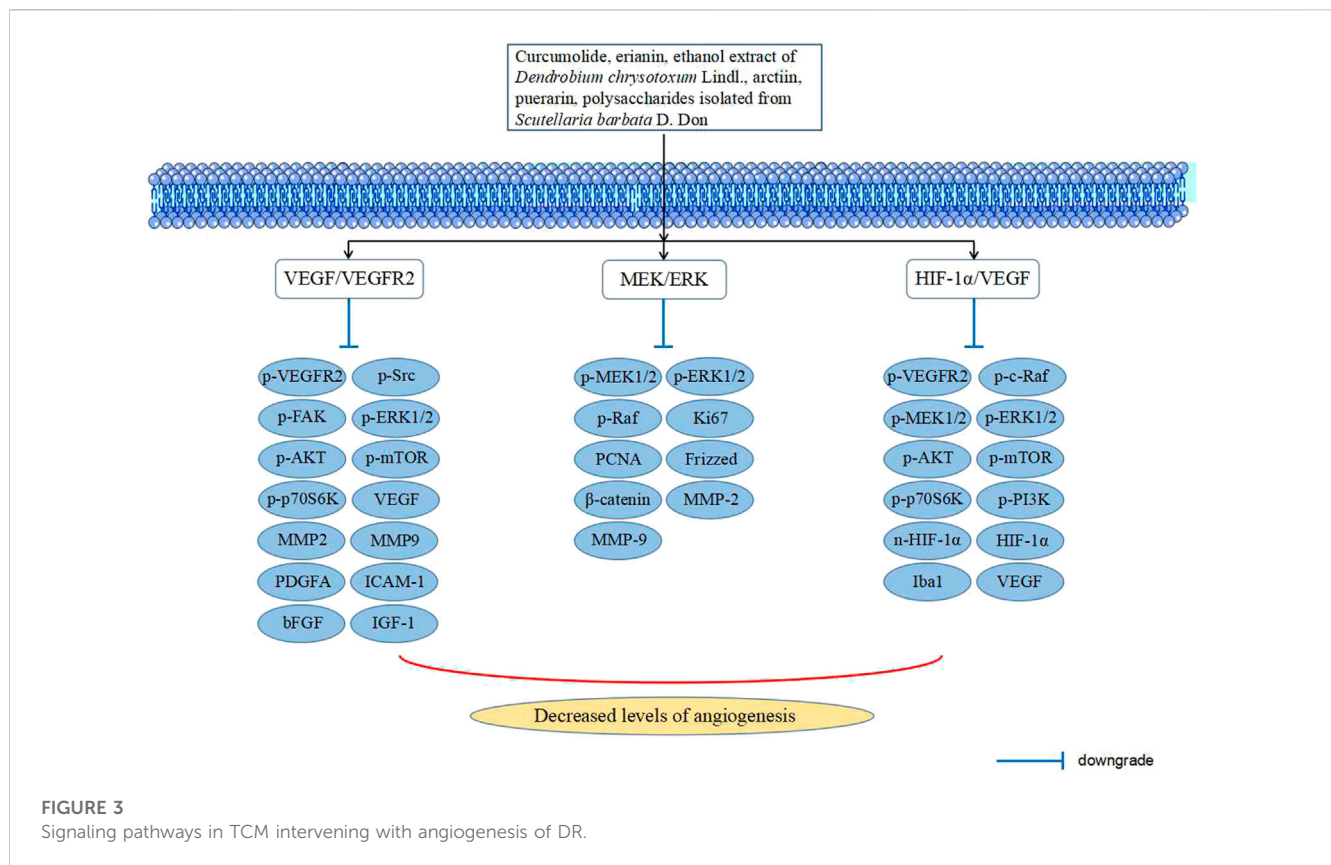 Curcumolide, erianin, ethanol extract of
Dendrobium chrysotoxum Lindl., arctiin,
puerarin, polysaccharides isolated from
Scutellaria barbata D. Don
VEGF/VEGFR2
MEK/ERK
HIF-1α/VEGF
p-VEGFR2
p-Src
p-FAK
p-ERK1/2
p-AKT
p-mTOR
p-p70S6K
VEGF
MMP2
MMP9
PDGFA
ICAM-1
bFGF
IGF-1
p-MEK1/2
p-ERK1/2
p-Raf
Ki67
PCNA
Frizzed
β-catenin
MMP-2
MMP-9
p-VEGFR2
p-c-Raf
p-MEK1/2
p-ERK1/2
p-AKT
p-mTOR
p-p70S6K
p-PI3K
n-HIF-1α
HIF-1α
Iba1
VEGF
Decreased levels of angiogenesis
downgrade
FIGURE 3
Signaling pathways in TCM intervening with angiogenesis of DR.